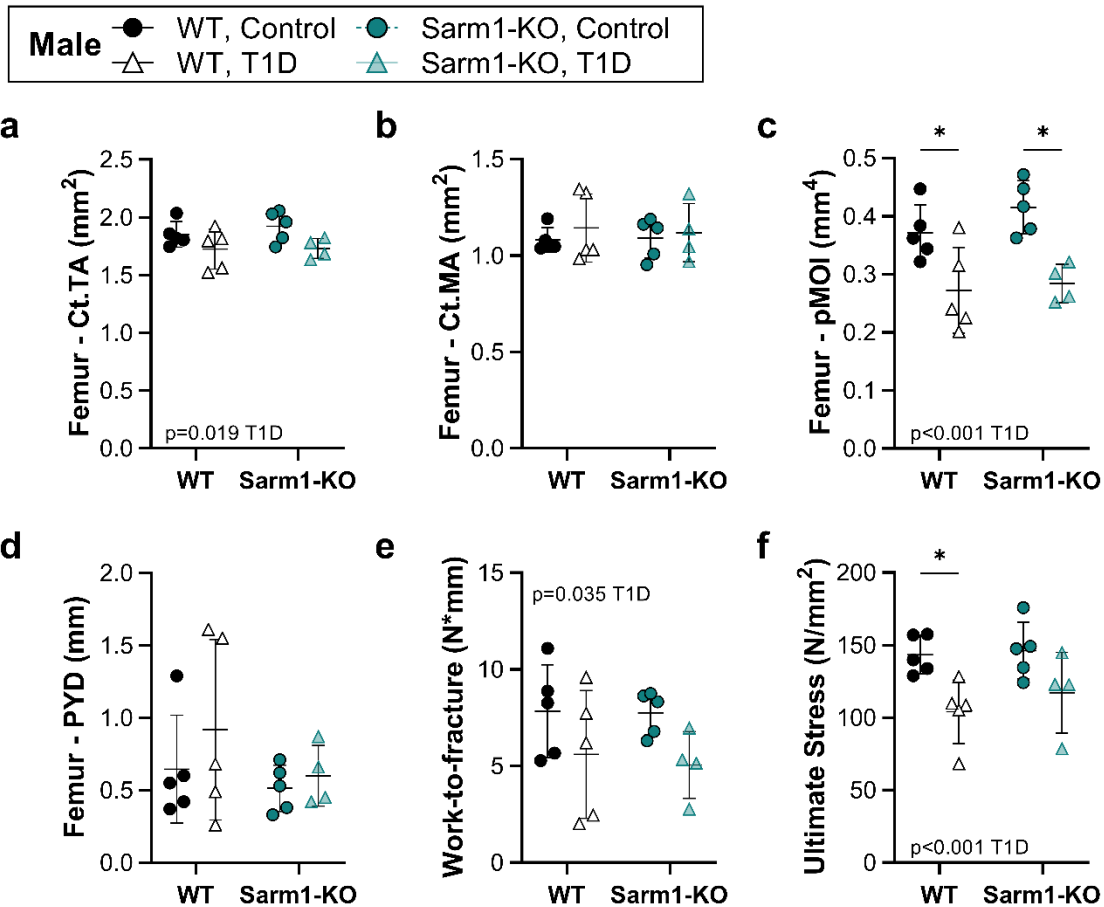 Male
WT, Control
Sarm1-KO, Control
WT, T1D
Sarm1-KO, T1D
a
Femur - Ct.TA (mm²)
2.5
2.0
1.5
1.0
0.5
0.0
p=0.019 T1D
WT
Sarm1-KO
b
Femur - Ct.MA (mm²)
1.5
1.0
0.5
0.0
WT
Sarm1-KO
c
Femur - pMOI (mm⁴)
*
*
0.5
0.4
0.3
0.2
0.1
0.0
p<0.001 T1D
WT
Sarm1-KO
d
Femur - PYD (mm)
2.0
1.5
1.0
0.5
0.0
WT
Sarm1-KO
e
Work-to-fracture (N*mm)
15
10
5
0
p=0.035 T1D
WT
Sarm1-KO
f
Ultimate Stress (N/mm²)
*
200
150
100
50
0
p<0.001 T1D
WT
Sarm1-KO